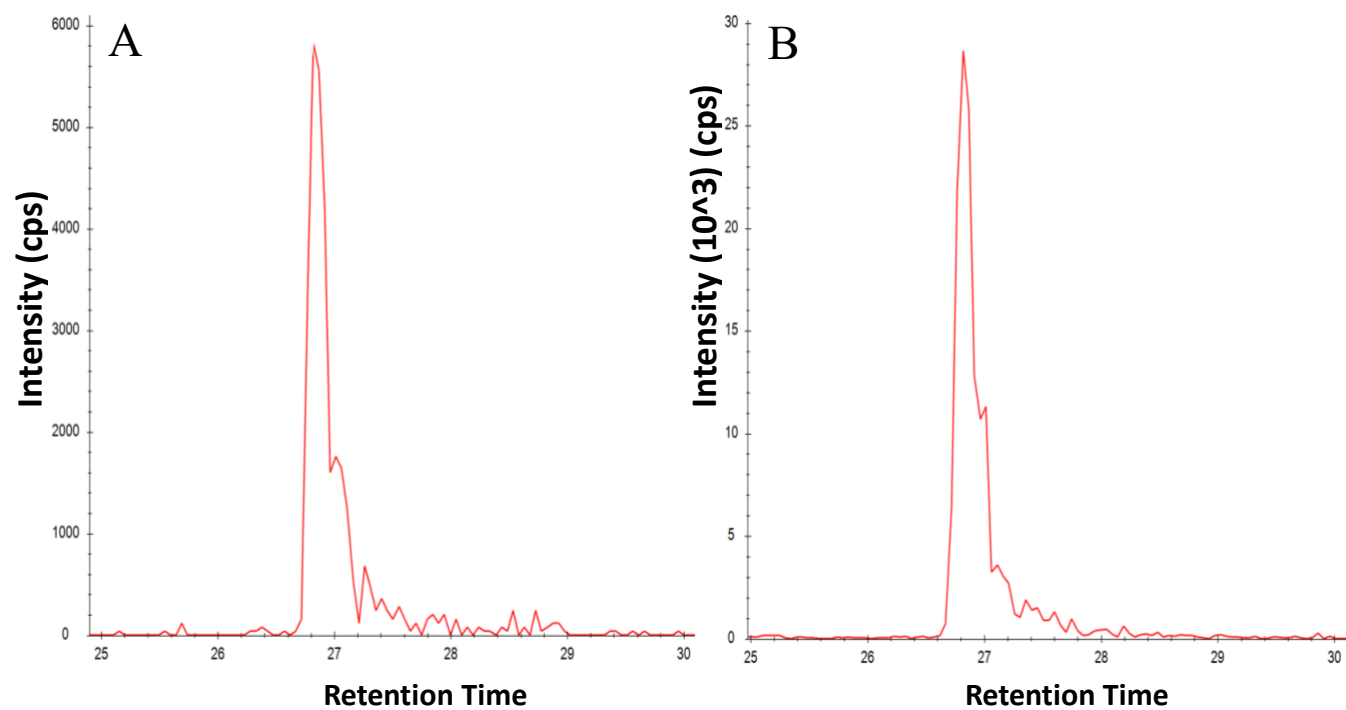 A
Intensity (cps)
6000
5000
4000
3000
2000
1000
0
25 26 27 28 29 30
Retention Time
B
Intensity (10^3) (cps)
30
25
20
15
10
5
0
25 26 27 28 29 30
Retention Time